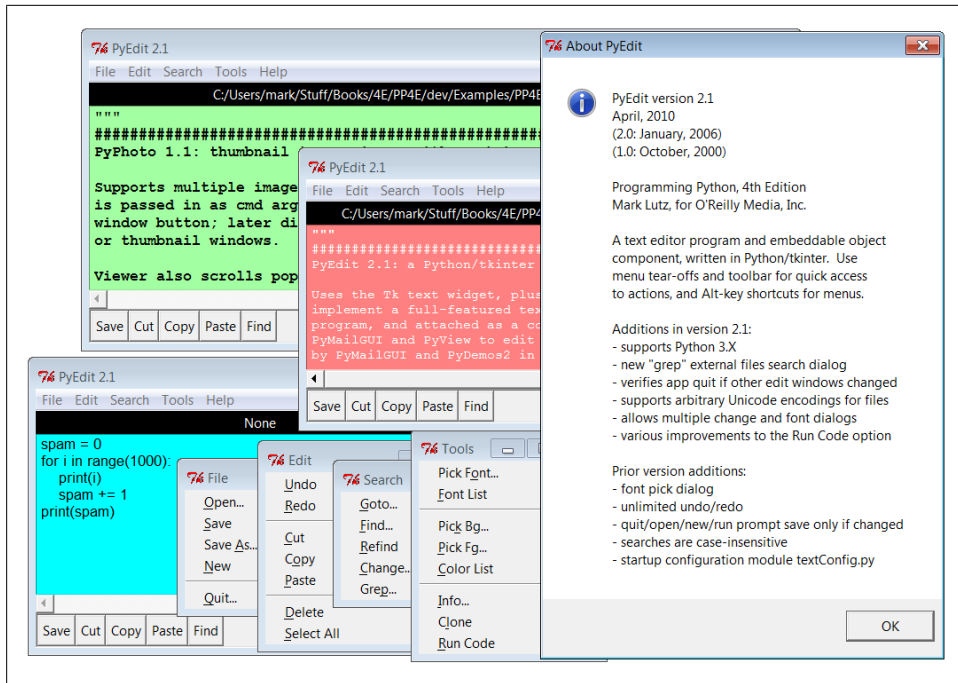 PyEdit 2.1
File Edit Search Tools Help
C:/Users/mark/Stuff/Books/4E/PP4E/dev/Examples/PP4E
"""
##################################################
PyPhoto 1.1: thumbnail
Supports multiple image
is passed in as cmd arg
window button; later di
or thumbnail windows.
Viewer also scrolls pop
Save Cut Copy Paste Find
PyEdit 2.1
File Edit Search Tools Help
C:/Users/mark/Stuff/Books/4E/PP4
"""
################################
PyEdit 2.1: a Python/tkinter
Uses the Tk text widget, plus
implement a full-featured tex
program, and attached as a co
PyMailGUI and PyView to edit
by PyMailGUI and PyDemos2 in
Save Cut Copy Paste Find
PyEdit 2.1
File Edit Search Tools Help
None
spam = 0
for i in range(1000):
print(i)
spam += 1
print(spam)
Save Cut Copy Paste Find
File
Open...
Save
Save As...
New
Quit...
Edit
Undo
Redo
Cut
Copy
Paste
Delete
Select All
Search
Goto...
Find...
Refind
Change..
Grep...
Tools
Pick Font...
Font List
Pick Bg...
Pick Fg...
Color List
Info...
Clone
Run Code
About PyEdit
PyEdit version 2.1
April, 2010
(2.0: January, 2006)
(1.0: October, 2000)
Programming Python, 4th Edition
Mark Lutz, for O'Reilly Media, Inc.
A text editor program and embeddable object
component, written in Python/tkinter. Use
menu tear-offs and toolbar for quick access
to actions, and Alt-key shortcuts for menus.
Additions in version 2.1:
- supports Python 3.X
- new "grep" external files search dialog
- verifies app quit if other edit windows changed
- supports arbitrary Unicode encodings for files
- allows multiple change and font dialogs
- various improvements to the Run Code option
Prior version additions:
- font pick dialog
- unlimited undo/redo
- quit/open/new/run prompt save only if changed
- searches are case-insensitive
- startup configuration module textConfig.py
OK